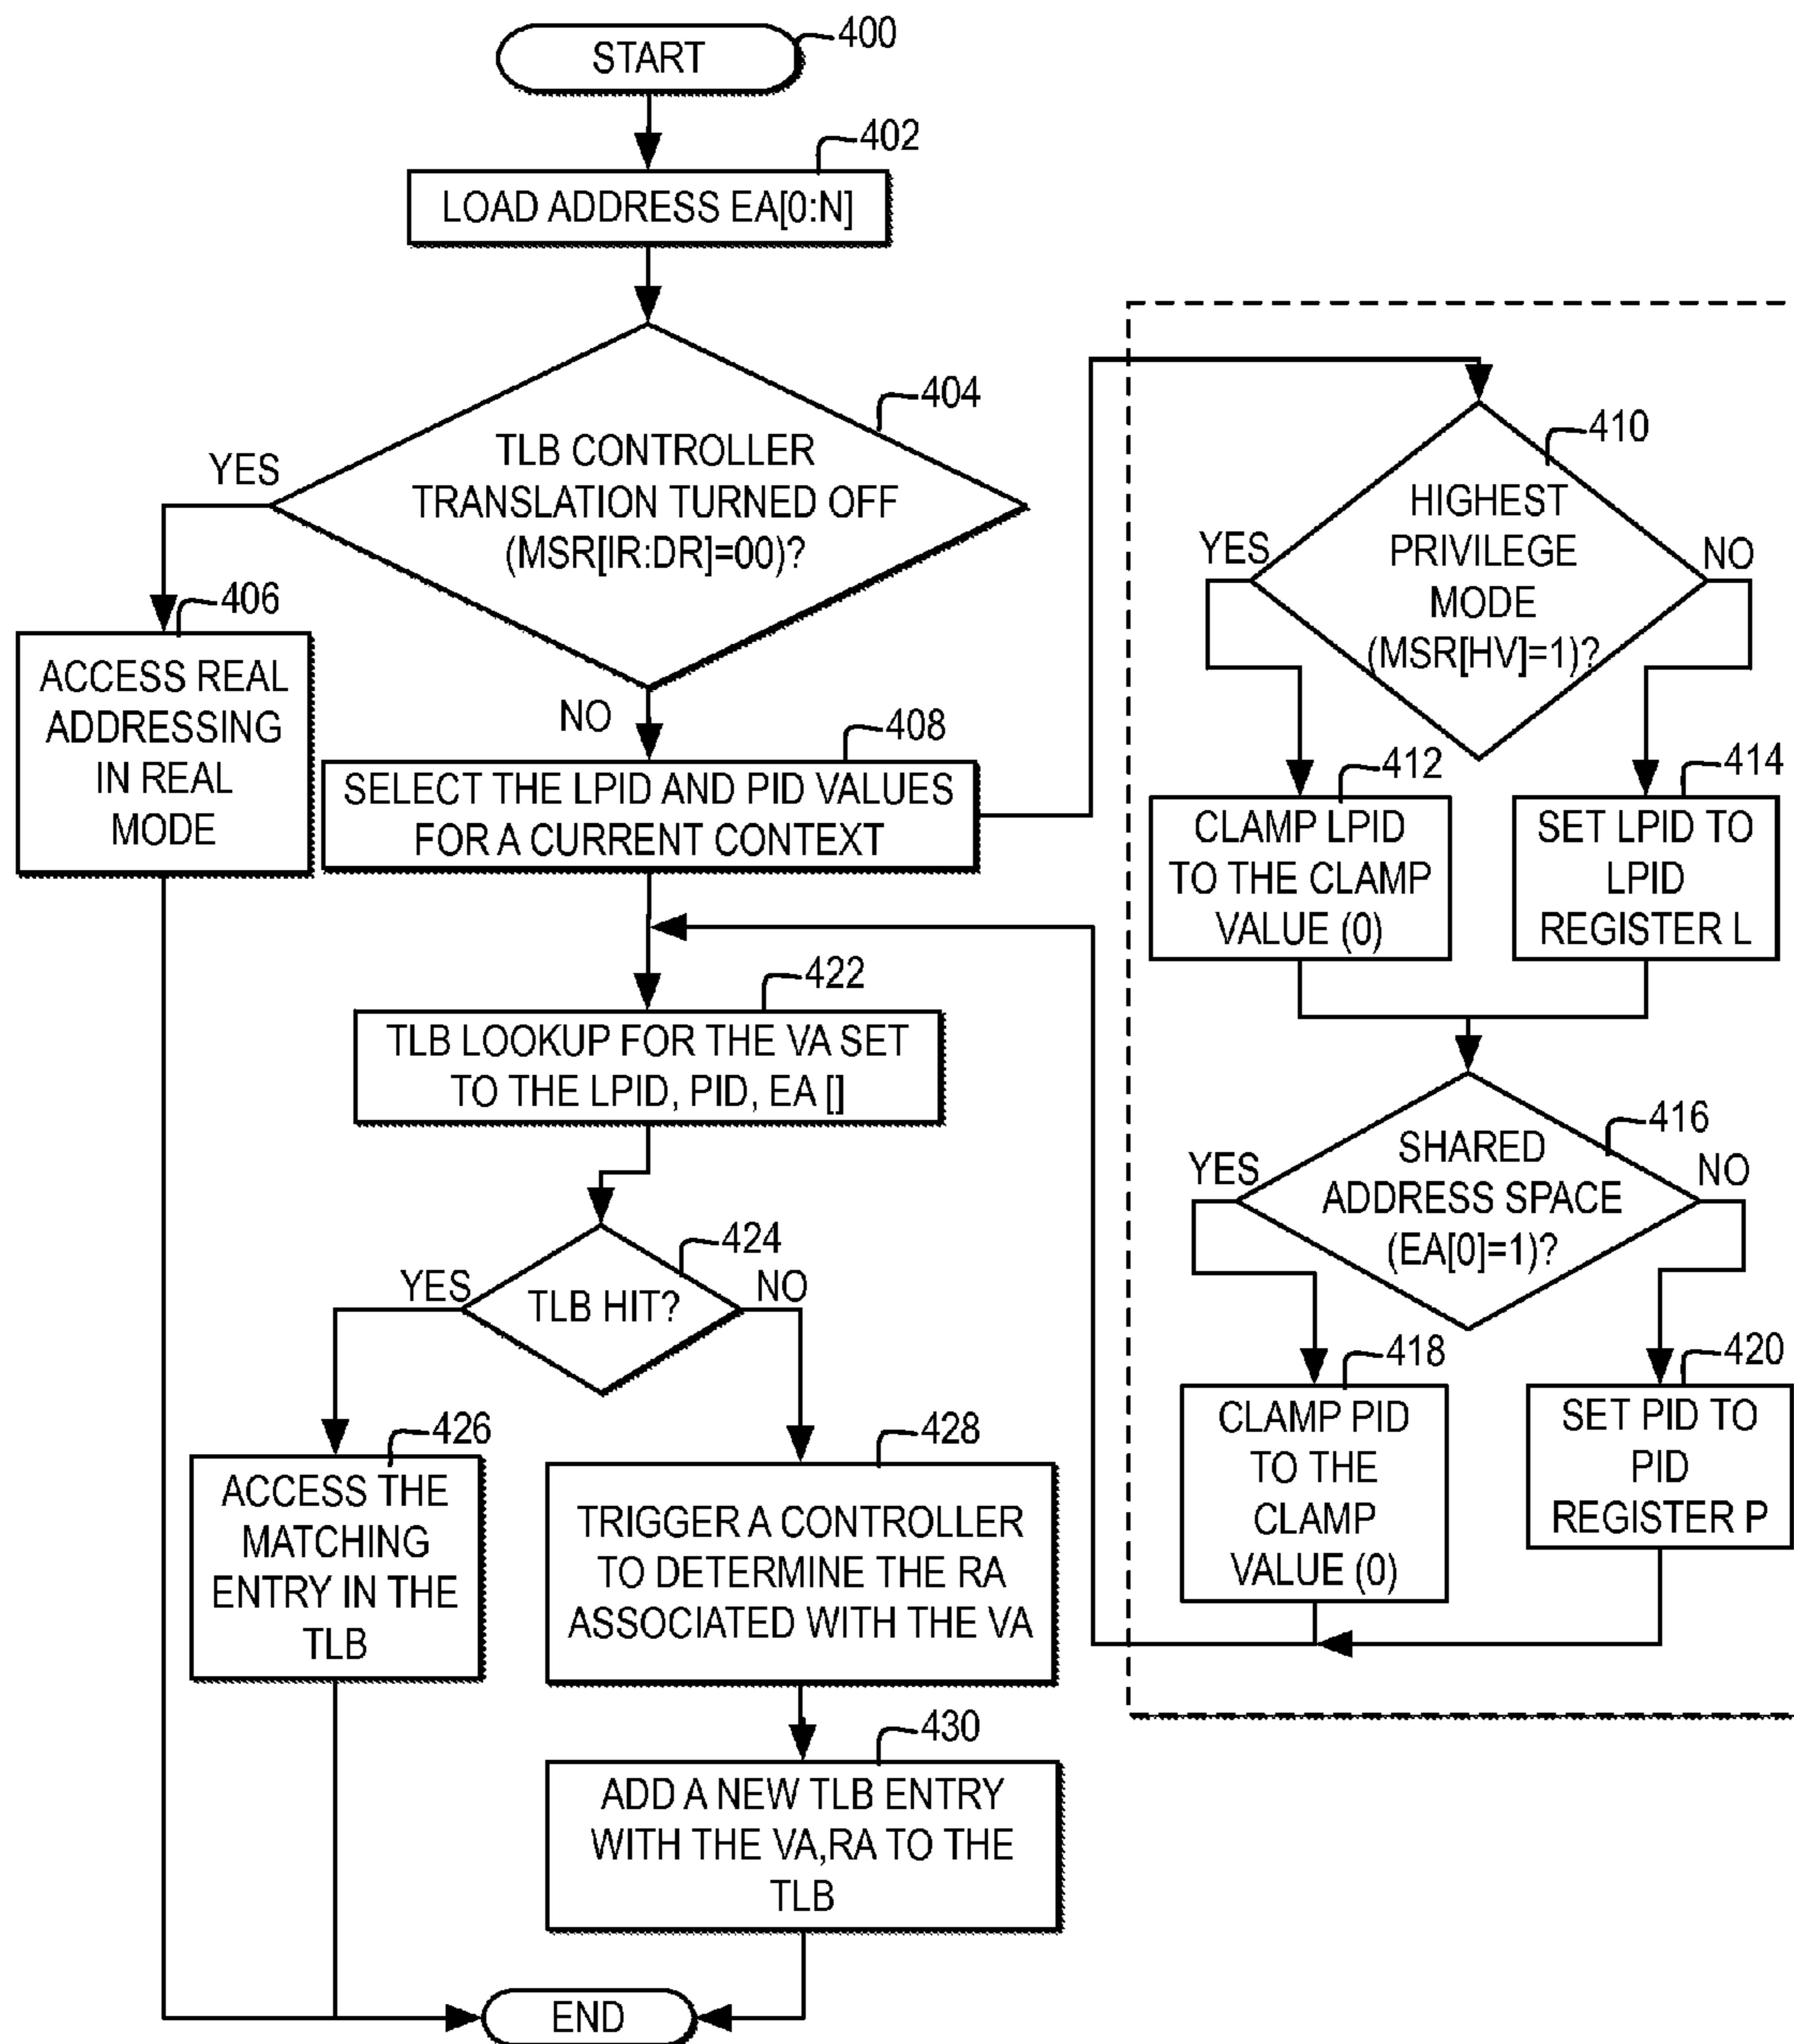 START
400
402
LOAD ADDRESS EA[0:N]
404
TLB CONTROLLER
TRANSLATION TURNED OFF
(MSR[IR:DR]=00)?
YES
NO
406
ACCESS REAL
ADDRESSING
IN REAL
MODE
408
SELECT THE LPID AND PID VALUES
FOR A CURRENT CONTEXT
410
HIGHEST
PRIVILEGE
MODE
(MSR[HV]=1)?
YES
NO
412
CLAMP LPID
TO THE CLAMP
VALUE (0)
414
SET LPID TO
LPID
REGISTER L
416
SHARED
ADDRESS SPACE
(EA[0]=1)?
YES
NO
418
CLAMP PID
TO THE
CLAMP
VALUE (0)
420
SET PID TO
PID
REGISTER P
422
TLB LOOKUP FOR THE VA SET
TO THE LPID, PID, EA []
424
TLB HIT?
YES
NO
426
ACCESS THE
MATCHING
ENTRY IN THE
TLB
428
TRIGGER A CONTROLLER
TO DETERMINE THE RA
ASSOCIATED WITH THE VA
430
ADD A NEW TLB ENTRY
WITH THE VA,RA TO THE
TLB
END